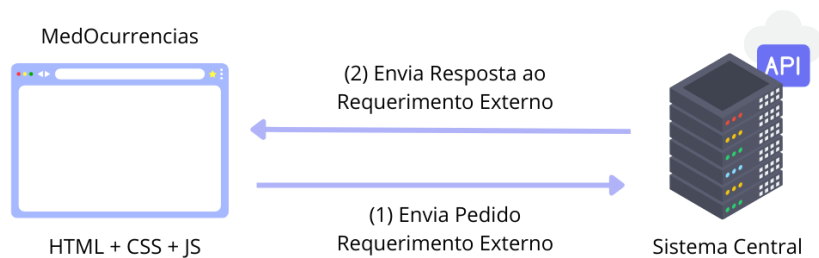 MedOcurrencias
(2) Envia Resposta ao
Requerimento Externo
API
(1) Envia Pedido
Requerimento Externo
HTML + CSS + JS
Sistema Central